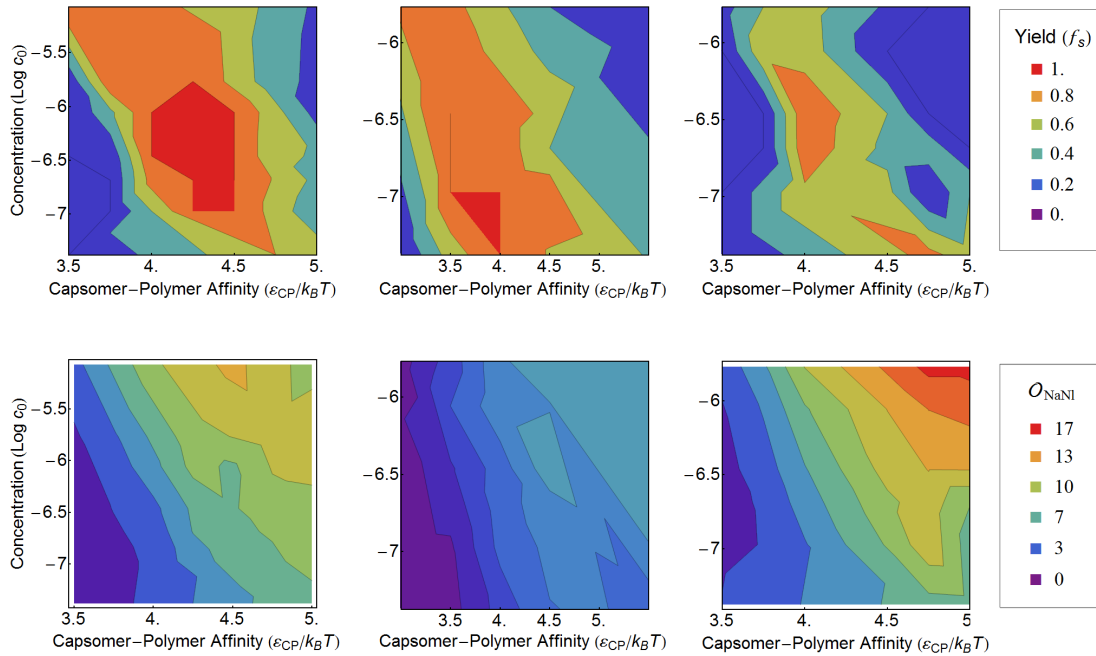 Concentration (Log c0)
-5.5
-6
-6.5
-7
3.5 4. 4.5 5.
Capsomer-Polymer Affinity (εCP/kBT)
-6
-6.5
-7
3.5 4. 4.5 5.
Capsomer-Polymer Affinity (εCP/kBT)
-6
-6.5
-7
3.5 4. 4.5 5.
Capsomer-Polymer Affinity (εCP/kBT)
Yield (fs)
1.
0.8
0.6
0.4
0.2
0.
Concentration (Log c0)
-5.5
-6
-6.5
-7
3.5 4. 4.5 5.
Capsomer-Polymer Affinity (εCP/kBT)
-6
-6.5
-7
3.5 4. 4.5 5.
Capsomer-Polymer Affinity (εCP/kBT)
-6
-6.5
-7
3.5 4. 4.5 5.
Capsomer-Polymer Affinity (εCP/kBT)
ONaNl
17
13
10
7
3
0